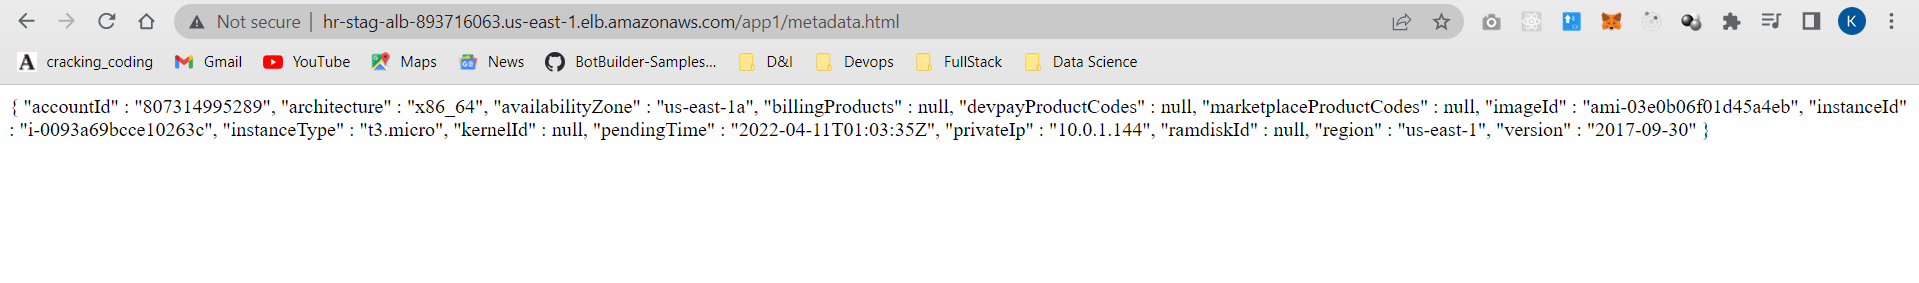 Not secure | hr-stag-alb-893716063.us-east-1.elb.amazonaws.com/app1/metadata.html
K
A cracking_coding Gmail YouTube Maps News BotBuilder-Samples... D&I Devops FullStack Data Science
{ "accountId" : "807314995289", "architecture" : "x86_64", "availabilityZone" : "us-east-1a", "billingProducts" : null, "devpayProductCodes" : null, "marketplaceProductCodes" : null, "imageId" : "ami-03e0b06f01d45a4eb", "instanceId"
: "i-0093a69bcce10263c", "instanceType" : "t3.micro", "kernelId" : null, "pendingTime" : "2022-04-11T01:03:35Z", "privateIp" : "10.0.1.144", "ramdiskId" : null, "region" : "us-east-1", "version" : "2017-09-30" }